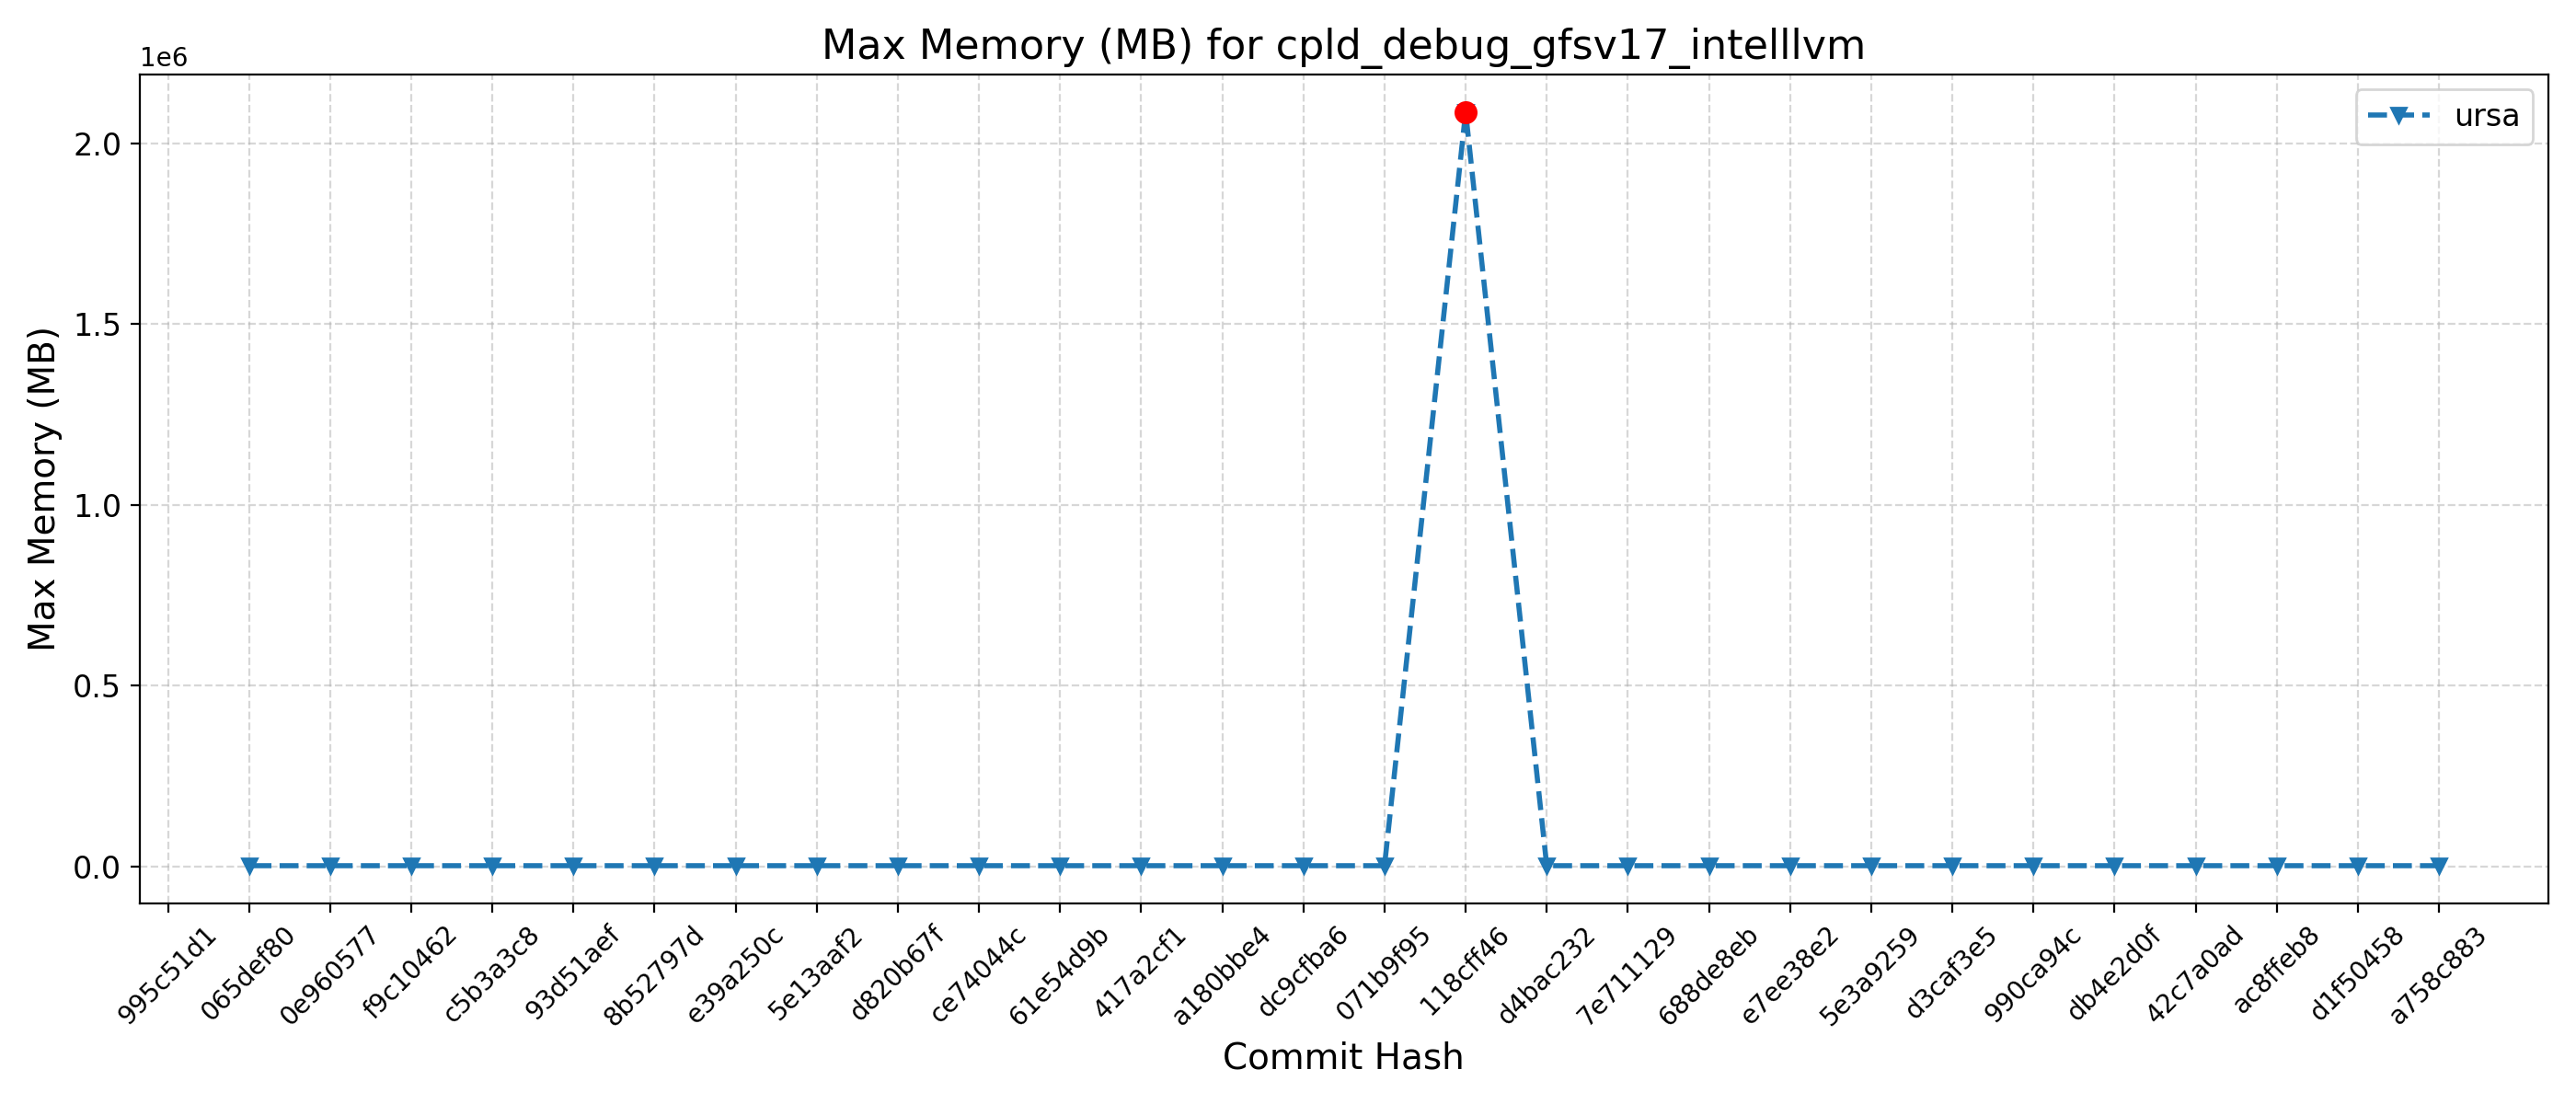 Max Memory (MB) for cpld_debug_gfsv17_intelllvm
1e6
ursa
2.0
1.5
1.0
0.5
0.0
Max Memory (MB)
995c51d1
065def80
0e960577
f9c10462
c5b3a3c8
93d51aef
8b52797d
e39a250c
5e13aaf2
d820b67f
ce74044c
61e54d9b
417a2cf1
a180bbe4
dc9cfba6
071b9f95
118cff46
d4bac232
7e711129
688de8eb
e7ee38e2
5e3a9259
d3caf3e5
990ca94c
db4e2d0f
42c7a0ad
ac8ffeb8
d1f50458
a758c883
Commit Hash